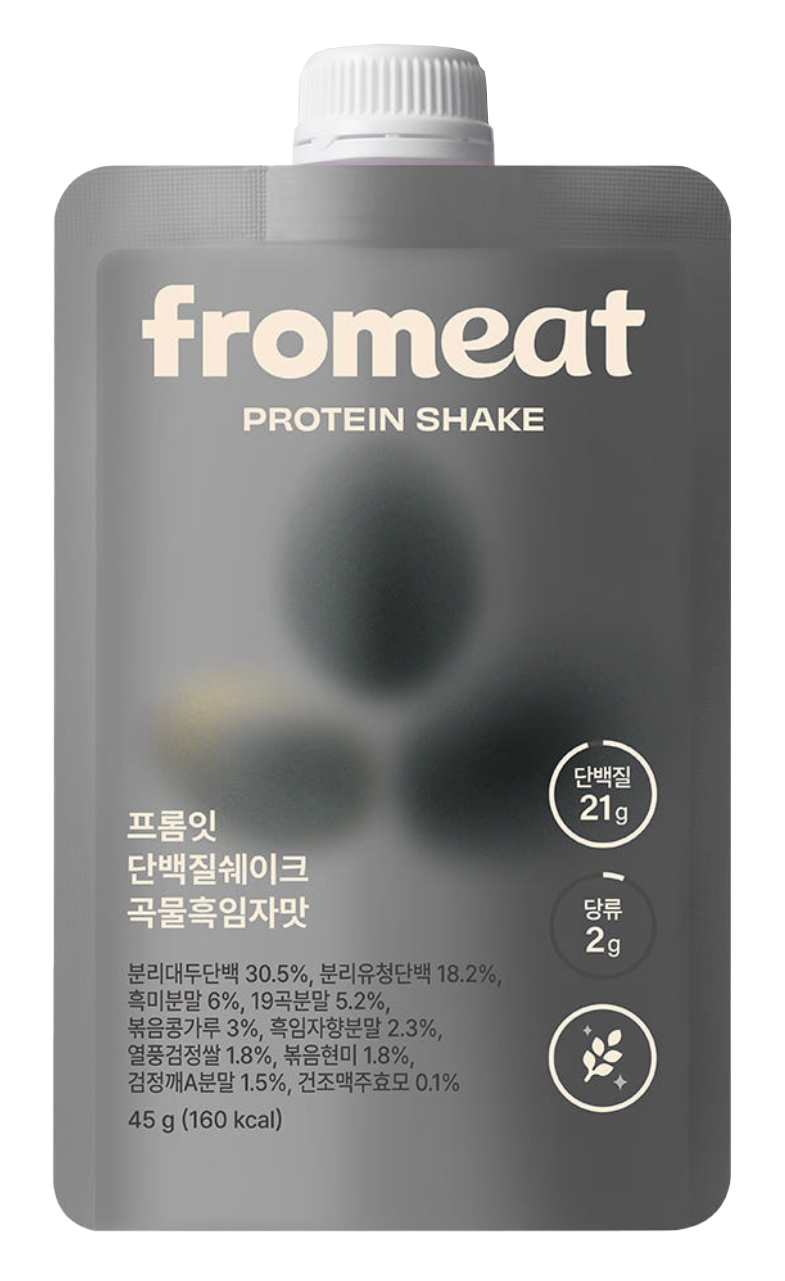 fromeat
PROTEIN SHAKE
단백질
21g
당류
2g
프롬잇
단백질쉐이크
곡물흑임자맛
분리대두단백 30.5%, 분리유청단백 18.2%,
흑미분말 6%, 19곡분말 5.2%,
볶음콩가루 3%, 흑임자향분말 2.3%,
열풍검정쌀 1.8%, 볶음현미 1.8%,
검정깨A분말 1.5%, 건조맥주효모 0.1%
45 g (160 kcal)